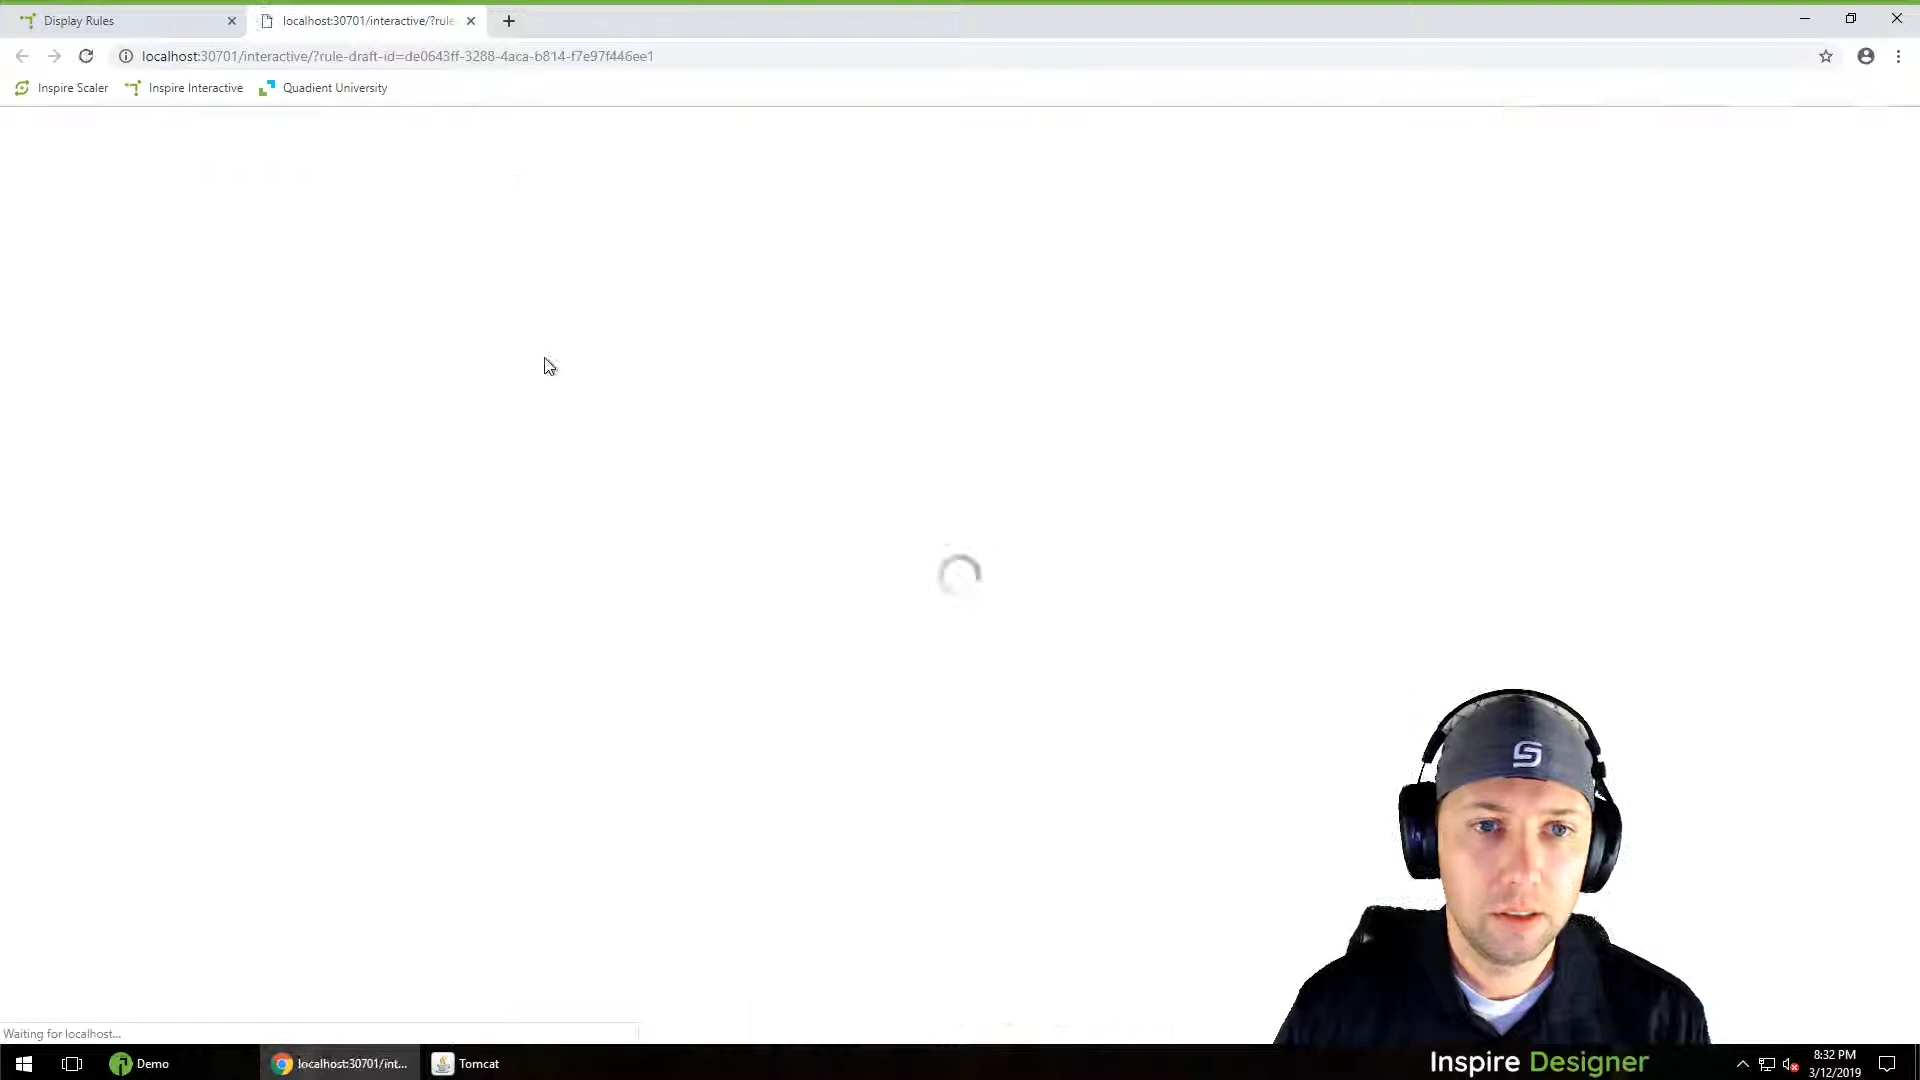 Display Rules
localhost:30701/interactive/?rule
localhost:30701/interactive/?rule-draft-id=de0643ff-3288-4aca-b814-f7e97f446ee1
Inspire Scaler
Inspire Interactive
Quadient University
Waiting for localhost...
Demo
localhost:30701/int...
Tomcat
Inspire Designer
8:32 PM
3/12/2019